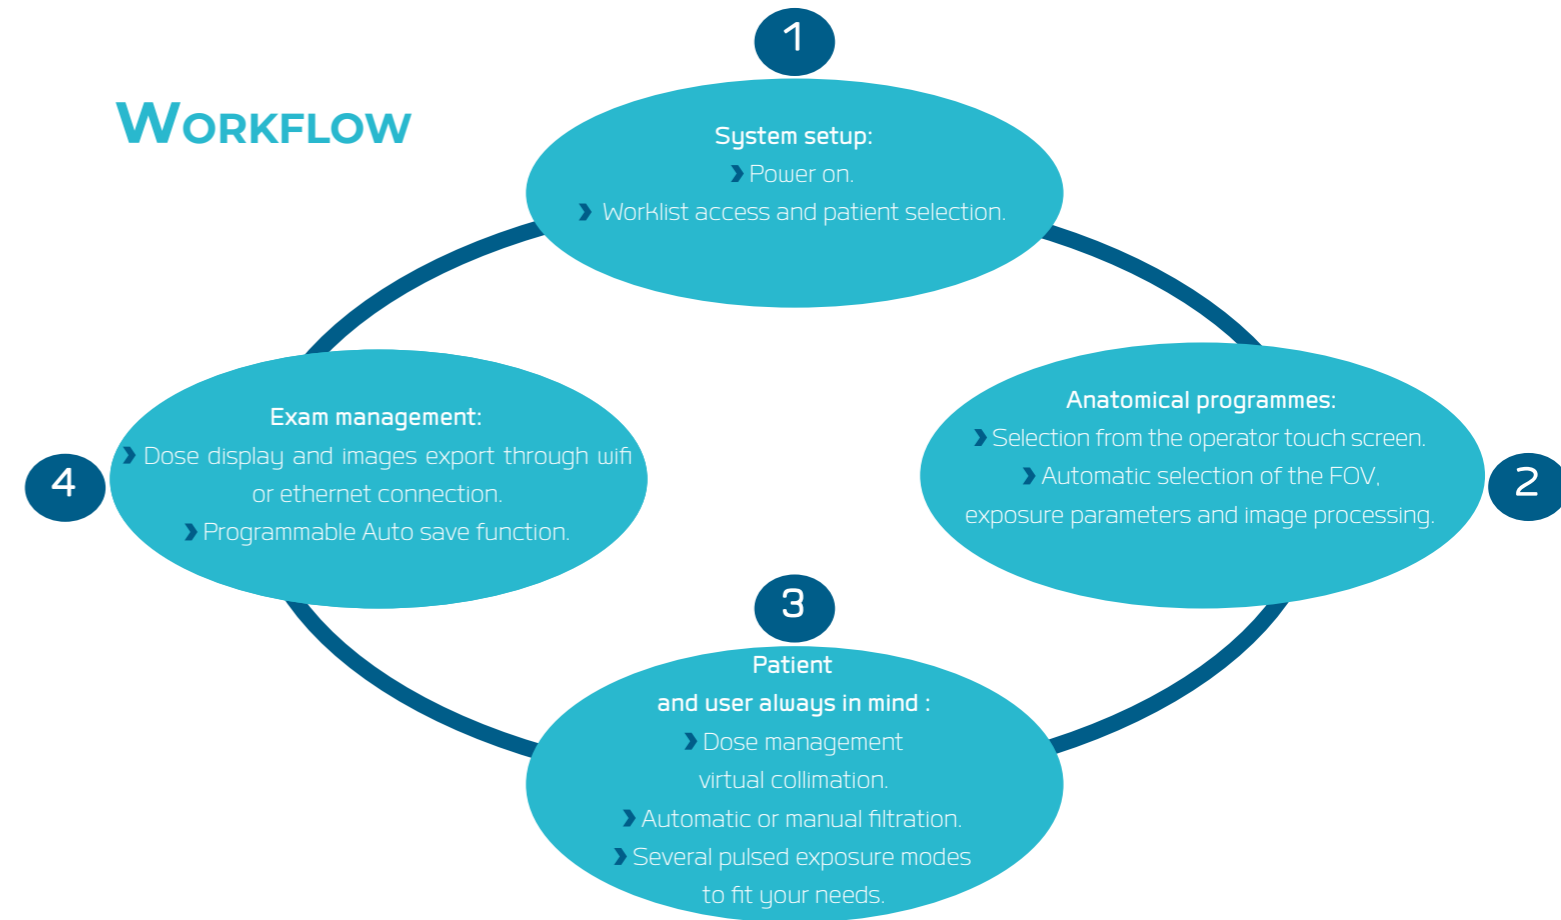 WORKFLOW
1
System setup:
❯ Power on.
❯ Worklist access and patient selection.
2
Anatomical programmes:
❯ Selection from the operator touch screen.
❯ Automatic selection of the FOV,
exposure parameters and image processing.
3
Patient
and user always in mind :
❯ Dose management
virtual collimation.
❯ Automatic or manual filtration.
❯ Several pulsed exposure modes
to fit your needs.
4
Exam management:
❯ Dose display and images export through wifi
or ethernet connection.
❯ Programmable Auto save function.